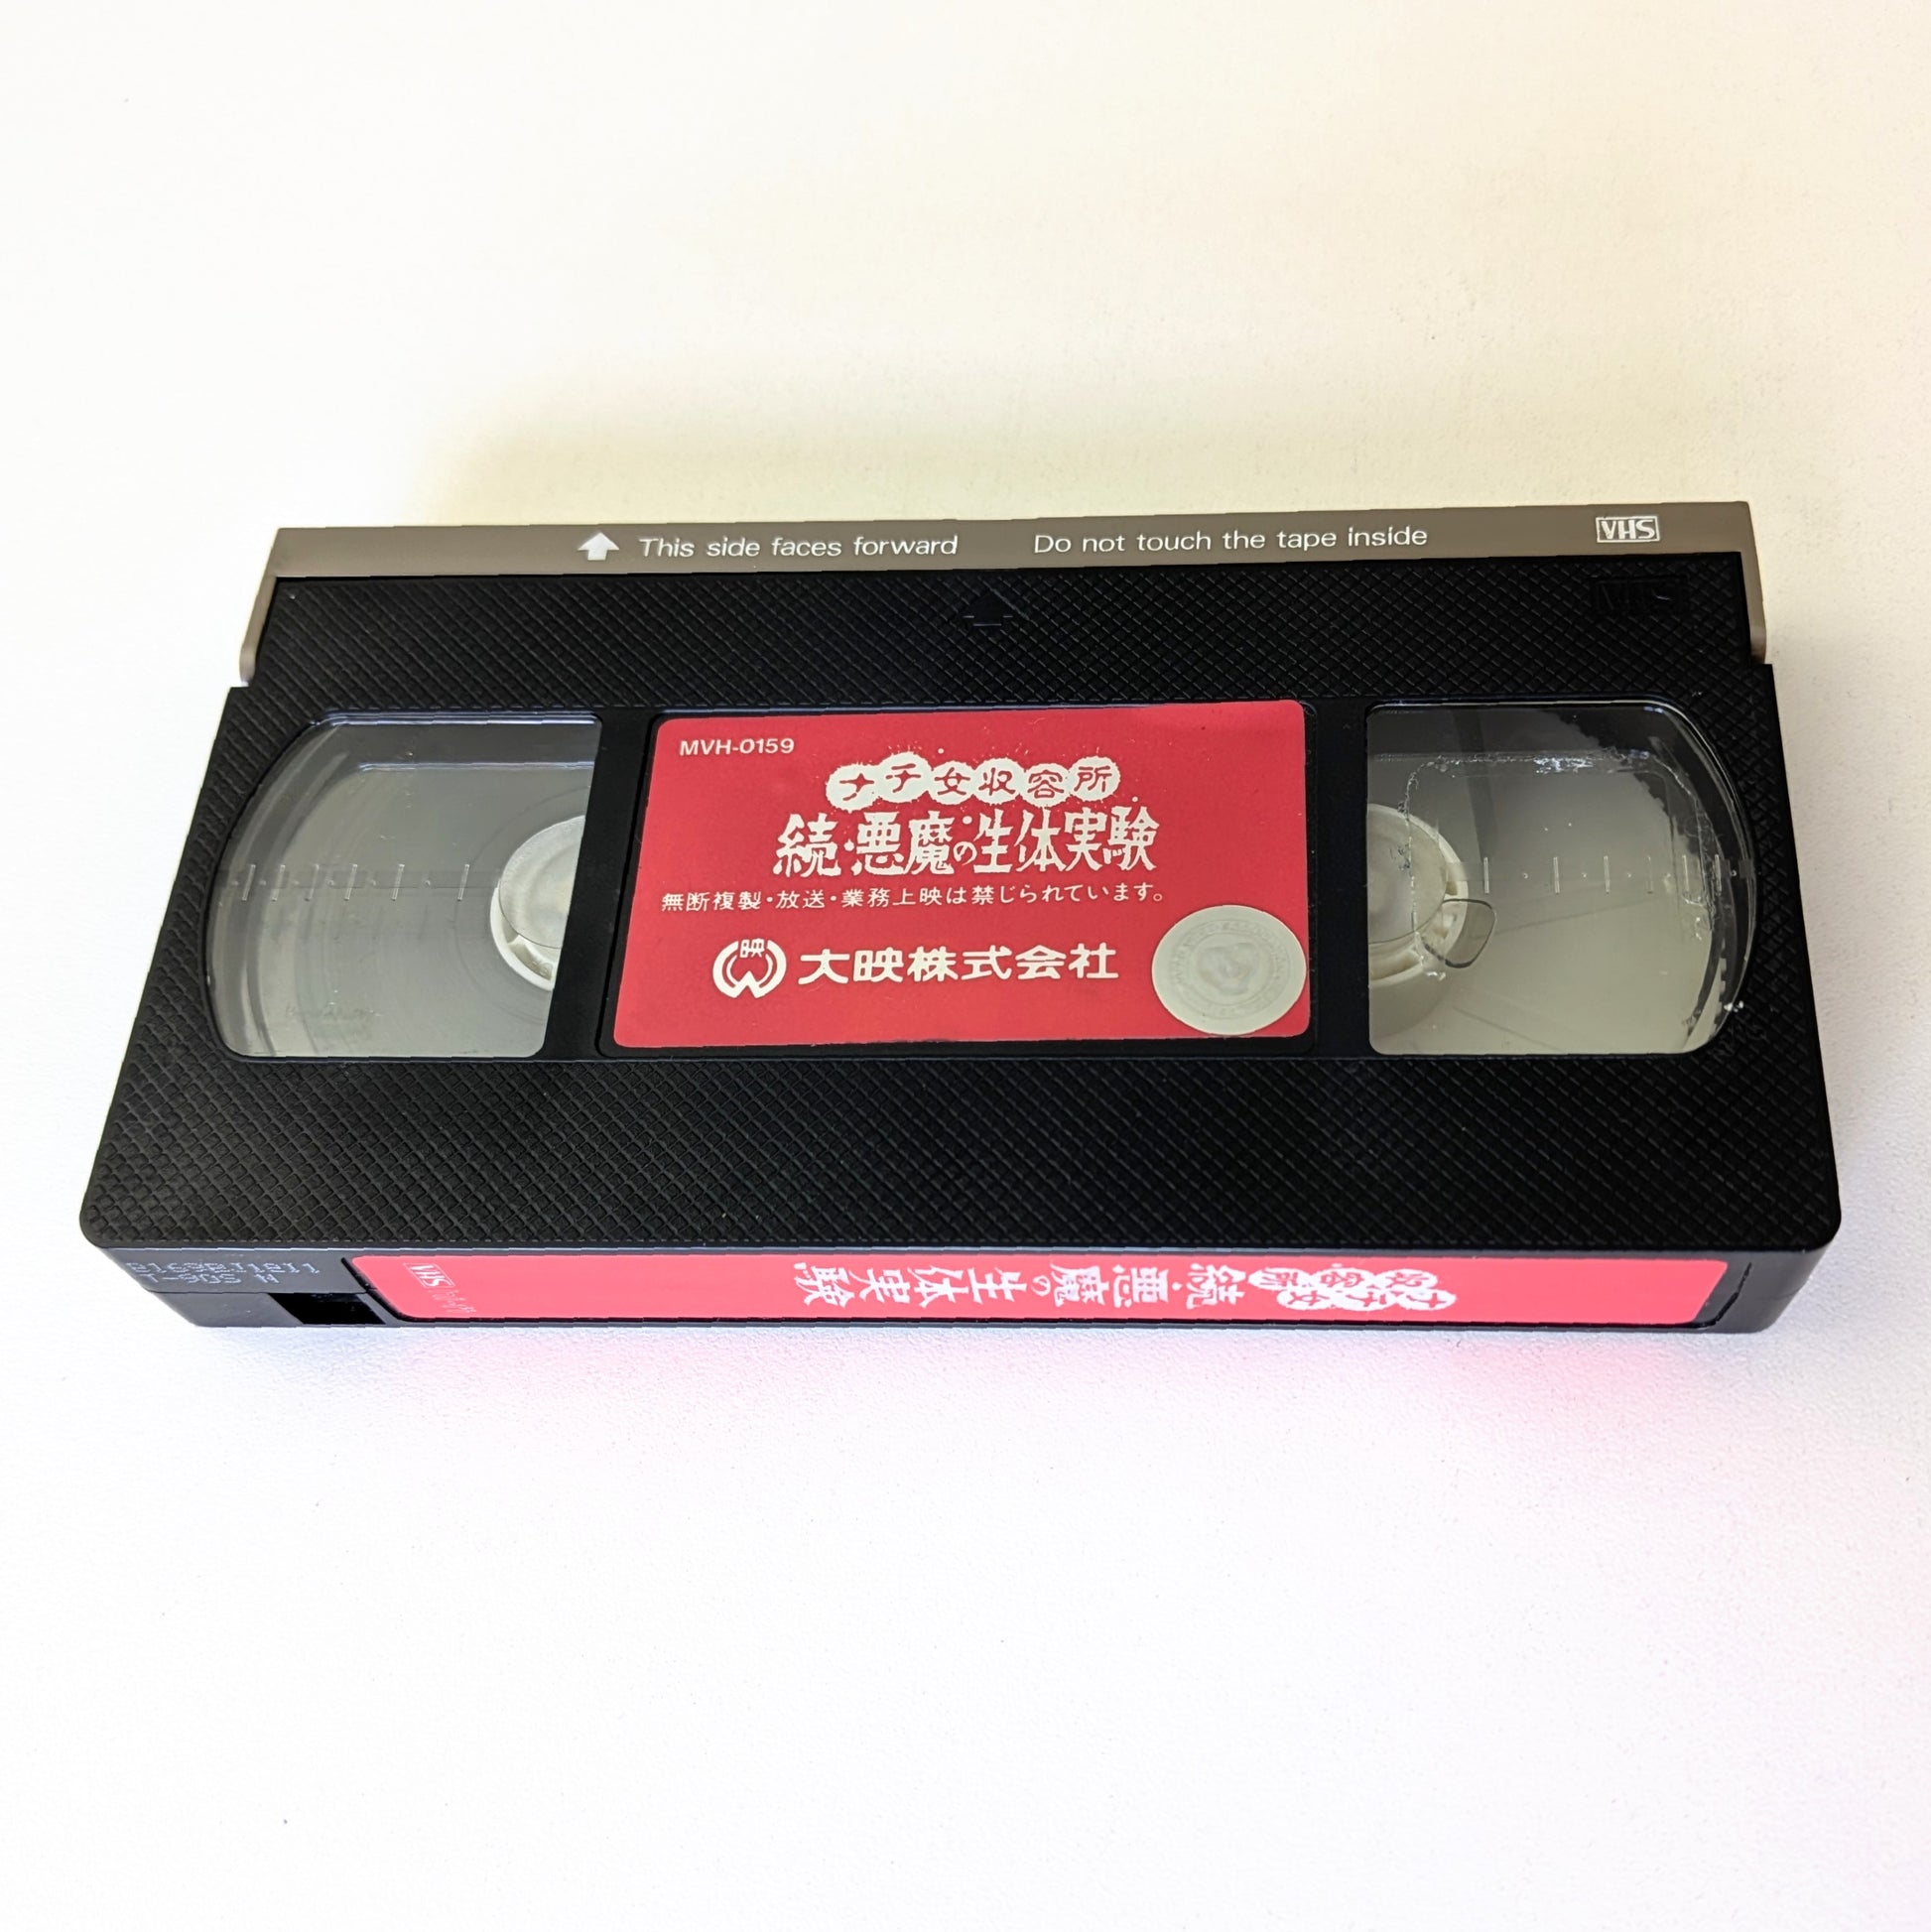 This side faces forward Do not touch the tape inside VHS
VHS
MVH-0159
ナチ女収容所
続・悪魔の生体実験
無断複製・放送・業務上映は禁じられています。
映 大映株式会社
ナチ女収容所 続・悪魔の生体実験 VHS